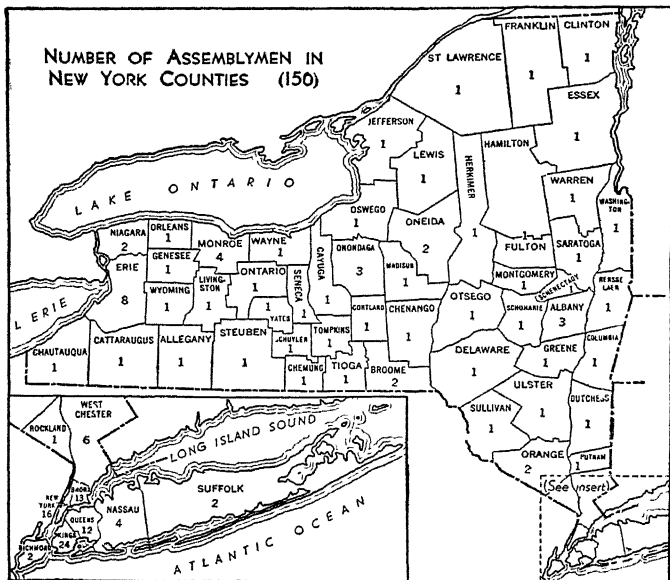 NUMBER OF ASSEMBLYMEN IN
NEW YORK COUNTIES (150)
ST LAWRENCE
1
FRANKLIN
1
CLINTON
1
ESSEX
1
JEFFERSON
1
LEWIS
1
HERKIMER
1
HAMILTON
WARREN
1
WASHING-
TON
1
LAKE ONTARIO
OSWEGO
1
ONEIDA
2
1
FULTON
SARATOGA
1
NIAGARA
2
ORLEANS
1
MONROE
4
WAYNE
1
CAYUGA
1
ONONDAGA
3
MADISON
1
MONTGOMERY
1
SCHENECTADY
1
RENSSE
LAER
1
L ERIE
ERIE
8
GENESEE
1
WYOMING
1
LIVING-
STON
1
ONTARIO
1
1
YATES
SENECA
1
CORTLAND
1
CHENANGO
1
OTSEGO
1
SCHOHARIE
1
ALBANY
3
CHAUTAUQUA
1
CATTARAUGUS
1
ALLEGANY
1
STEUBEN
1
SCHUYLER
1
TOMPKINS
1
CHEMUNG
1
TIOGA
1
BROOME
2
DELAWARE
1
GREENE
1
COLUMBIA
1
ULSTER
1
DUTCHESS
1
SULLIVAN
1
ORANGE
2
PUTNAM
1
(See insert)
WEST
CHESTER
6
ROCKLAND
1
LONG ISLAND SOUND
BRONX
13
NEW
YORK
16
QUEENS
12
NASSAU
4
SUFFOLK
2
KINGS
24
RICHMOND
2
ATLANTIC OCEAN